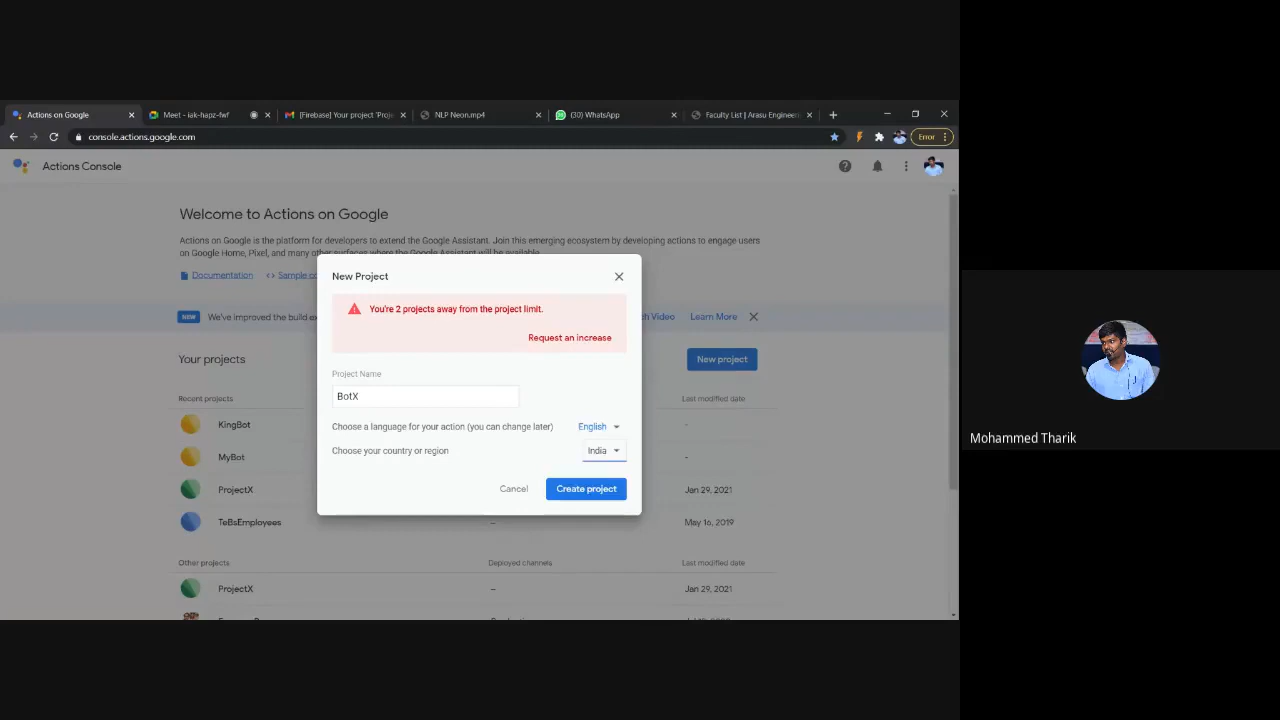 Actions on Google
Meet - iak-hapz-fwf
[Firebase] Your project 'Proje
NLP Neon.mp4
(30) WhatsApp
Faculty List | Arasu Engineeri
console.actions.google.com
Error
Actions Console
Welcome to Actions on Google
Actions on Google is the platform for developers to extend the Google Assistant. Join this emerging ecosystem by developing actions to engage users
on Google Home, Pixel, and many other surfaces where the Google Assistant will be available.
Documentation
<> Sample co
New Project
You're 2 projects away from the project limit.
Request an increase
NEW
We've improved the build ex
ch Video
Learn More
Your projects
New project
Project Name
BotX
Recent projects
Last modified date
KingBot
-
Choose a language for your action (you can change later)
English
Choose your country or region
India
MyBot
-
Cancel
Create project
ProjectX
Jan 29, 2021
TeBsEmployees
–
May 16, 2019
Other projects
Deployed channels
Last modified date
ProjectX
–
Jan 29, 2021
Mohammed Tharik